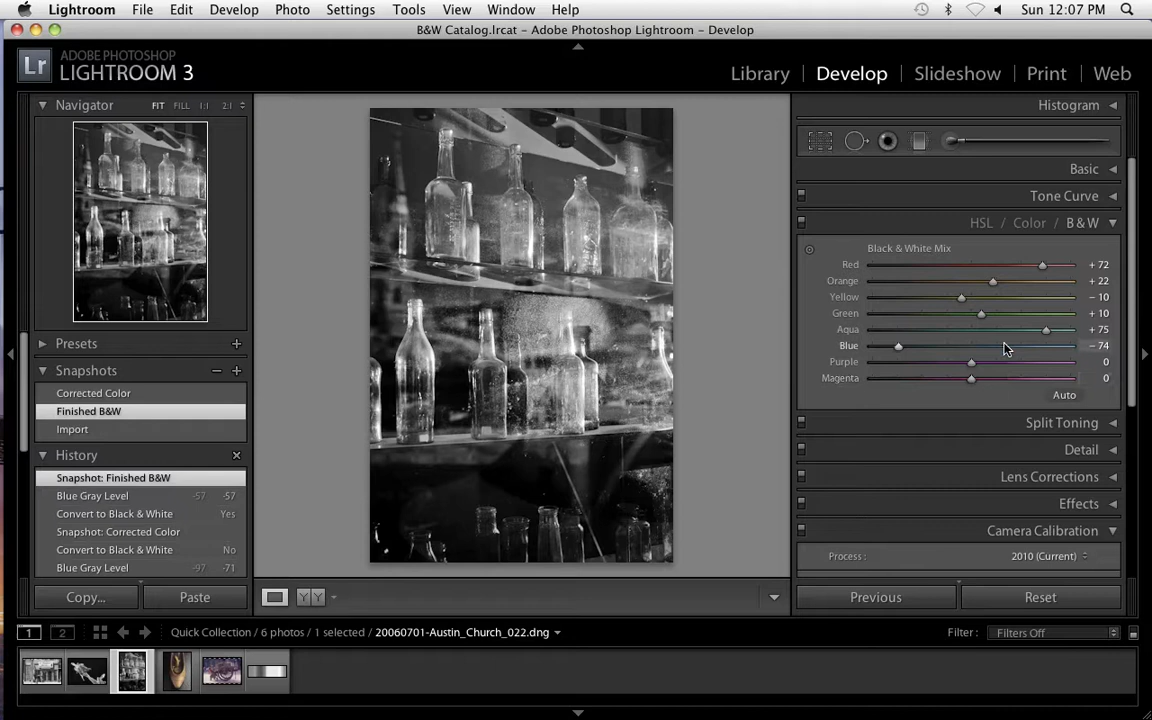 Lightroom File Edit Develop Photo Settings Tools View Window Help Sun 12:07 PM
B&W Catalog.lrcat – Adobe Photoshop Lightroom – Develop
Lr ADOBE PHOTOSHOP
LIGHTROOM 3
Library Develop Slideshow Print Web
Navigator FIT FILL 1:1 2:1
Histogram
Basic
Tone Curve
HSL / Color / B&W
Black & White Mix
Red + 72
Orange + 22
Yellow – 10
Green + 10
Aqua + 75
Blue – 74
Purple 0
Magenta 0
Auto
Presets
Snapshots
Corrected Color
Finished B&W
Import
History
Snapshot: Finished B&W
Blue Gray Level -57 -57
Convert to Black & White Yes
Snapshot: Corrected Color
Convert to Black & White No
Blue Gray Level -97 -71
Split Toning
Detail
Lens Corrections
Effects
Camera Calibration
Process : 2010 (Current)
Copy... Paste
YY
Previous Reset
1 2 Quick Collection / 6 photos / 1 selected / 20060701-Austin_Church_022.dng Filter : Filters Off